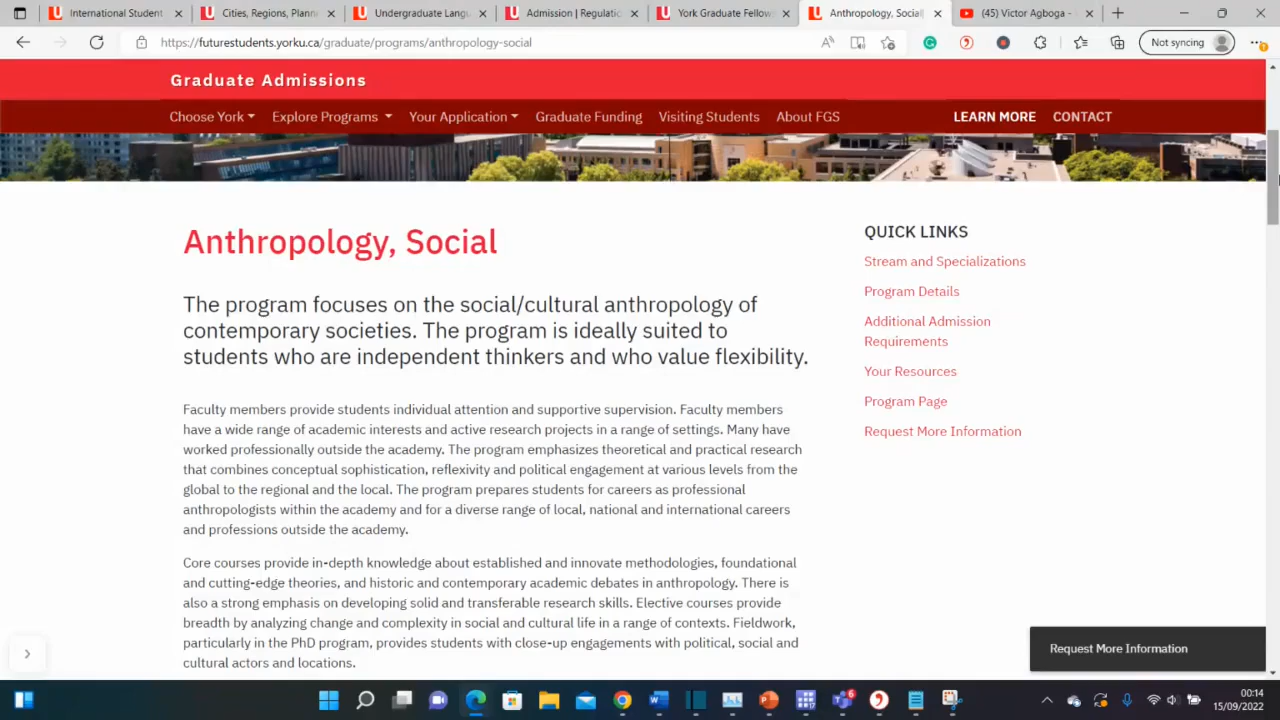 International Student
Cities, Regions, Planne
Undergraduate Langu
Admission | Regulatio
York Graduate Fellow
Anthropology, Social
(45) Victor Agboga -
https://futurestudents.yorku.ca/graduate/programs/anthropology-social
Not syncing
Graduate Admissions
Choose York
Explore Programs
Your Application
Graduate Funding
Visiting Students
About FGS
LEARN MORE
CONTACT
Anthropology, Social
The program focuses on the social/cultural anthropology of
contemporary societies. The program is ideally suited to
students who are independent thinkers and who value flexibility.
Faculty members provide students individual attention and supportive supervision. Faculty members
have a wide range of academic interests and active research projects in a range of settings. Many have
worked professionally outside the academy. The program emphasizes theoretical and practical research
that combines conceptual sophistication, reflexivity and political engagement at various levels from the
global to the regional and the local. The program prepares students for careers as professional
anthropologists within the academy and for a diverse range of local, national and international careers
and professions outside the academy.
Core courses provide in-depth knowledge about established and innovate methodologies, foundational
and cutting-edge theories, and historic and contemporary academic debates in anthropology. There is
also a strong emphasis on developing solid and transferable research skills. Elective courses provide
breadth by analyzing change and complexity in social and cultural life in a range of contexts. Fieldwork,
particularly in the PhD program, provides students with close-up engagements with political, social and
cultural actors and locations.
QUICK LINKS
Stream and Specializations
Program Details
Additional Admission
Requirements
Your Resources
Program Page
Request More Information
Request More Information
6
00:14
15/09/2022